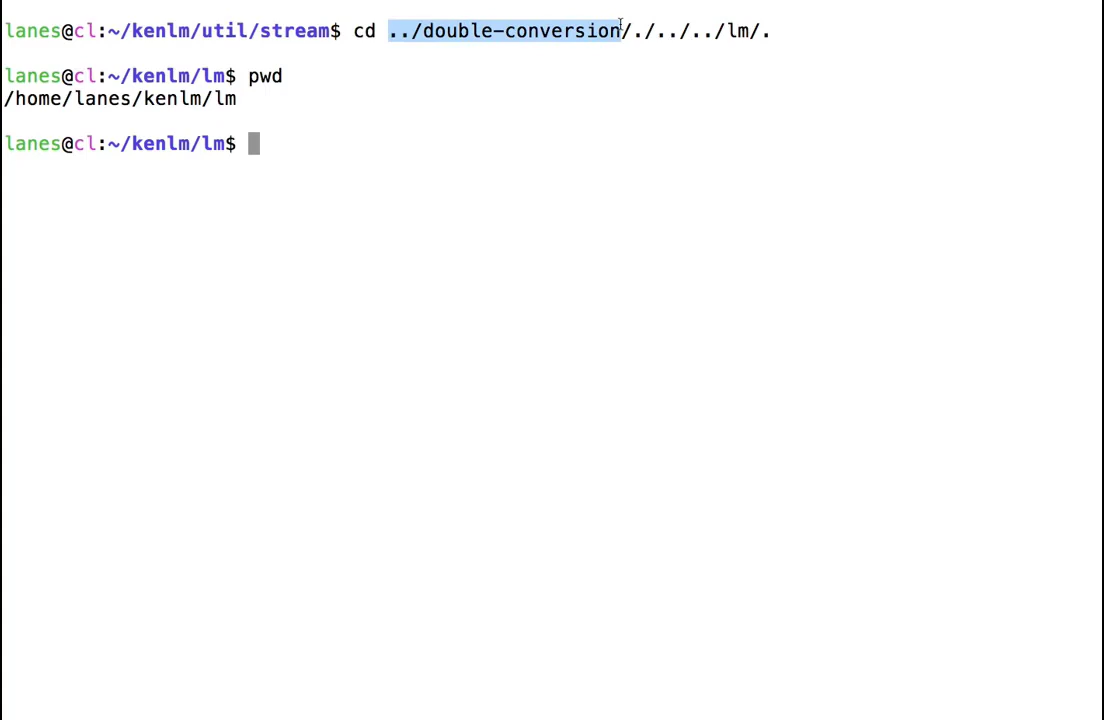 lanes@cl:~/kenlm/util/stream$ cd ../double-conversion/./../../lm/.
lanes@cl:~/kenlm/lm$ pwd
/home/lanes/kenlm/lm
lanes@cl:~/kenlm/lm$